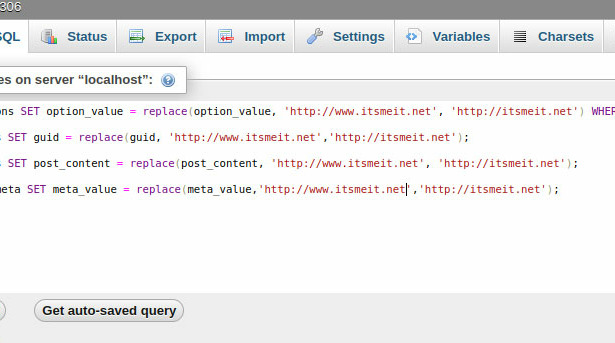 306
SQL Status Export Import Settings Variables Charsets
es on server “localhost”:
ons SET option_value = replace(option_value, 'http://www.itsmeit.net', 'http://itsmeit.net') WHER
s SET guid = replace(guid, 'http://www.itsmeit.net','http://itsmeit.net');
s SET post_content = replace(post_content, 'http://www.itsmeit.net', 'http://itsmeit.net');
meta SET meta_value = replace(meta_value,'http://www.itsmeit.net','http://itsmeit.net');
Get auto-saved query